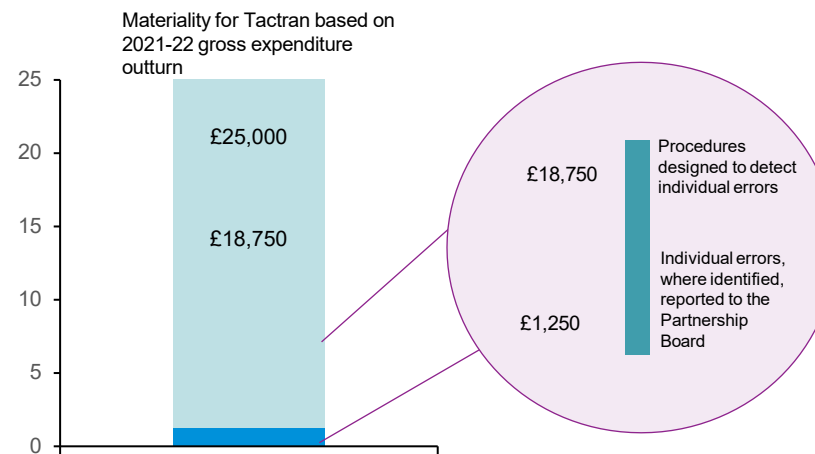 Materiality for Tactran based on
2021-22 gross expenditure
outturn
25
20
15
10
5
0
£25,000
£18,750
£18,750
£1,250
Procedures
designed to detect
individual errors
Individual errors,
where identified,
reported to the
Partnership
Board